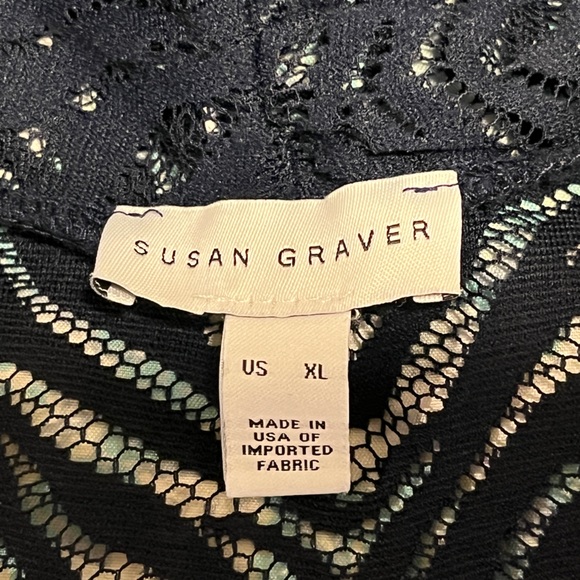 SUSAN GRAVER
US XL
MADE IN
USA OF
IMPORTED
FABRIC